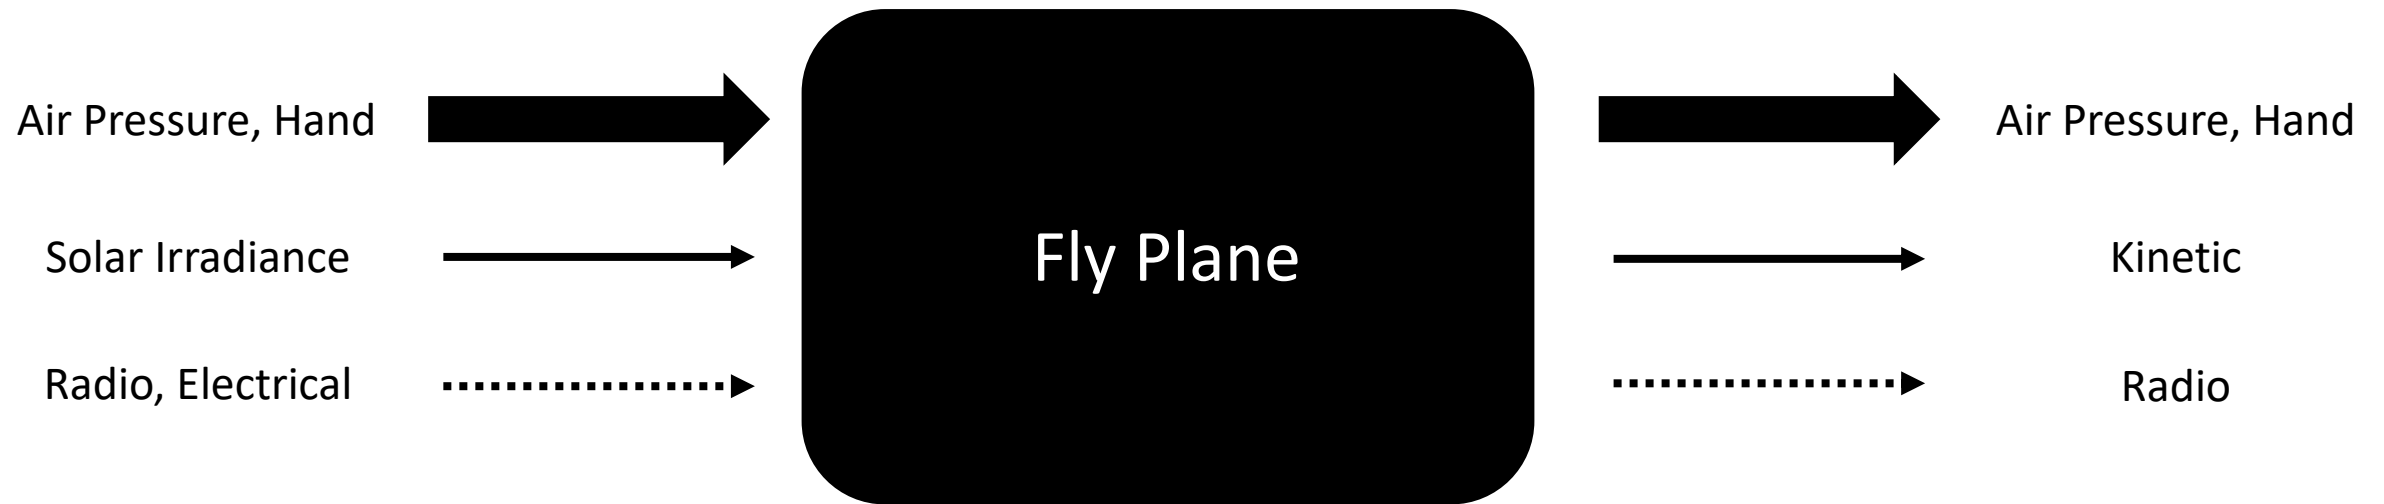 Air Pressure, Hand
Solar Irradiance
Radio, Electrical
Fly Plane
Air Pressure, Hand
Kinetic
Radio